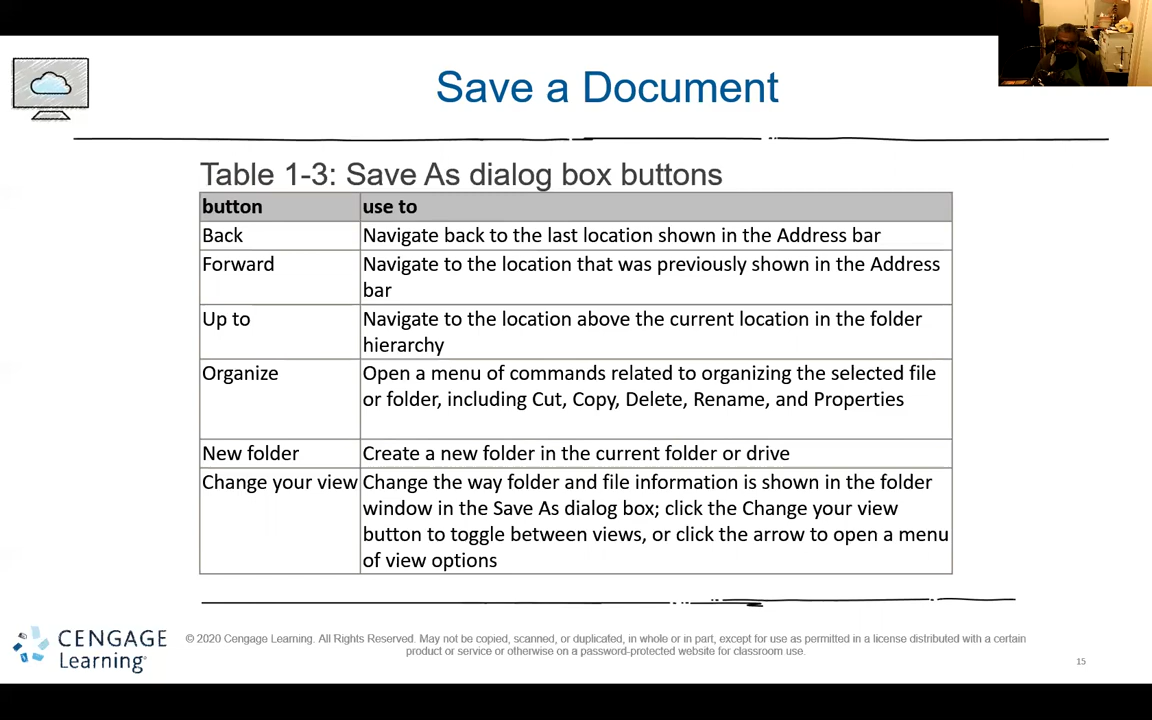 Save a Document
Table 1-3: Save As dialog box buttons
button use to
Back Navigate back to the last location shown in the Address bar
Forward Navigate to the location that was previously shown in the Address
bar
Up to Navigate to the location above the current location in the folder
hierarchy
Organize Open a menu of commands related to organizing the selected file
or folder, including Cut, Copy, Delete, Rename, and Properties
New folder Create a new folder in the current folder or drive
Change your view Change the way folder and file information is shown in the folder
window in the Save As dialog box; click the Change your view
button to toggle between views, or click the arrow to open a menu
of view options
CENGAGE
Learning
© 2020 Cengage Learning. All Rights Reserved. May not be copied, scanned, or duplicated, in whole or in part, except for use as permitted in a license distributed with a certain
product or service or otherwise on a password-protected website for classroom use.
15